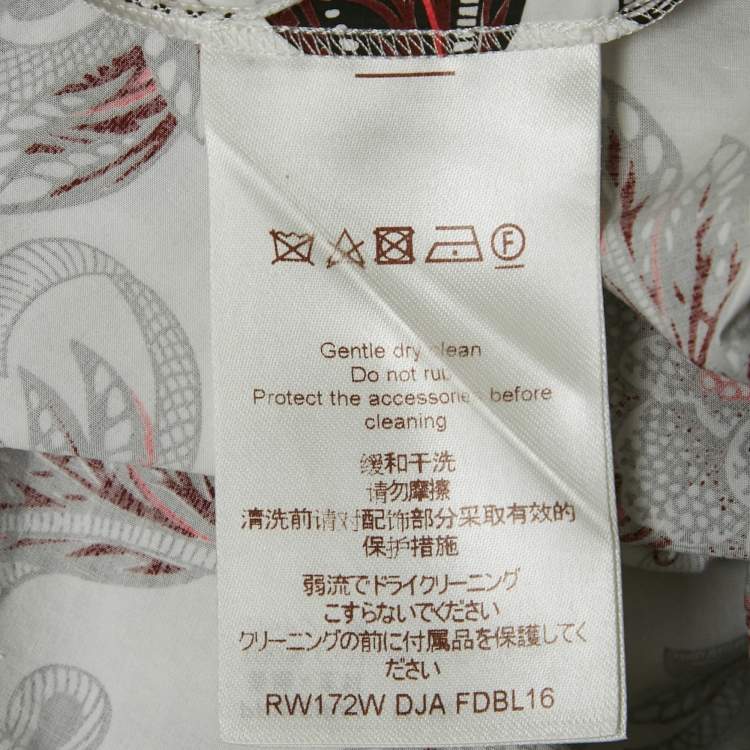 F
Gentle dry clean
Do not rub
Protect the accessories before
cleaning
缓和干洗
请勿摩擦
清洗前请对配饰部分采取有效的
保护措施
弱流でドライクリーニング
こすらないでください
クリーニングの前に付属品を保護してく
ださい
RW172W DJA FDBL16